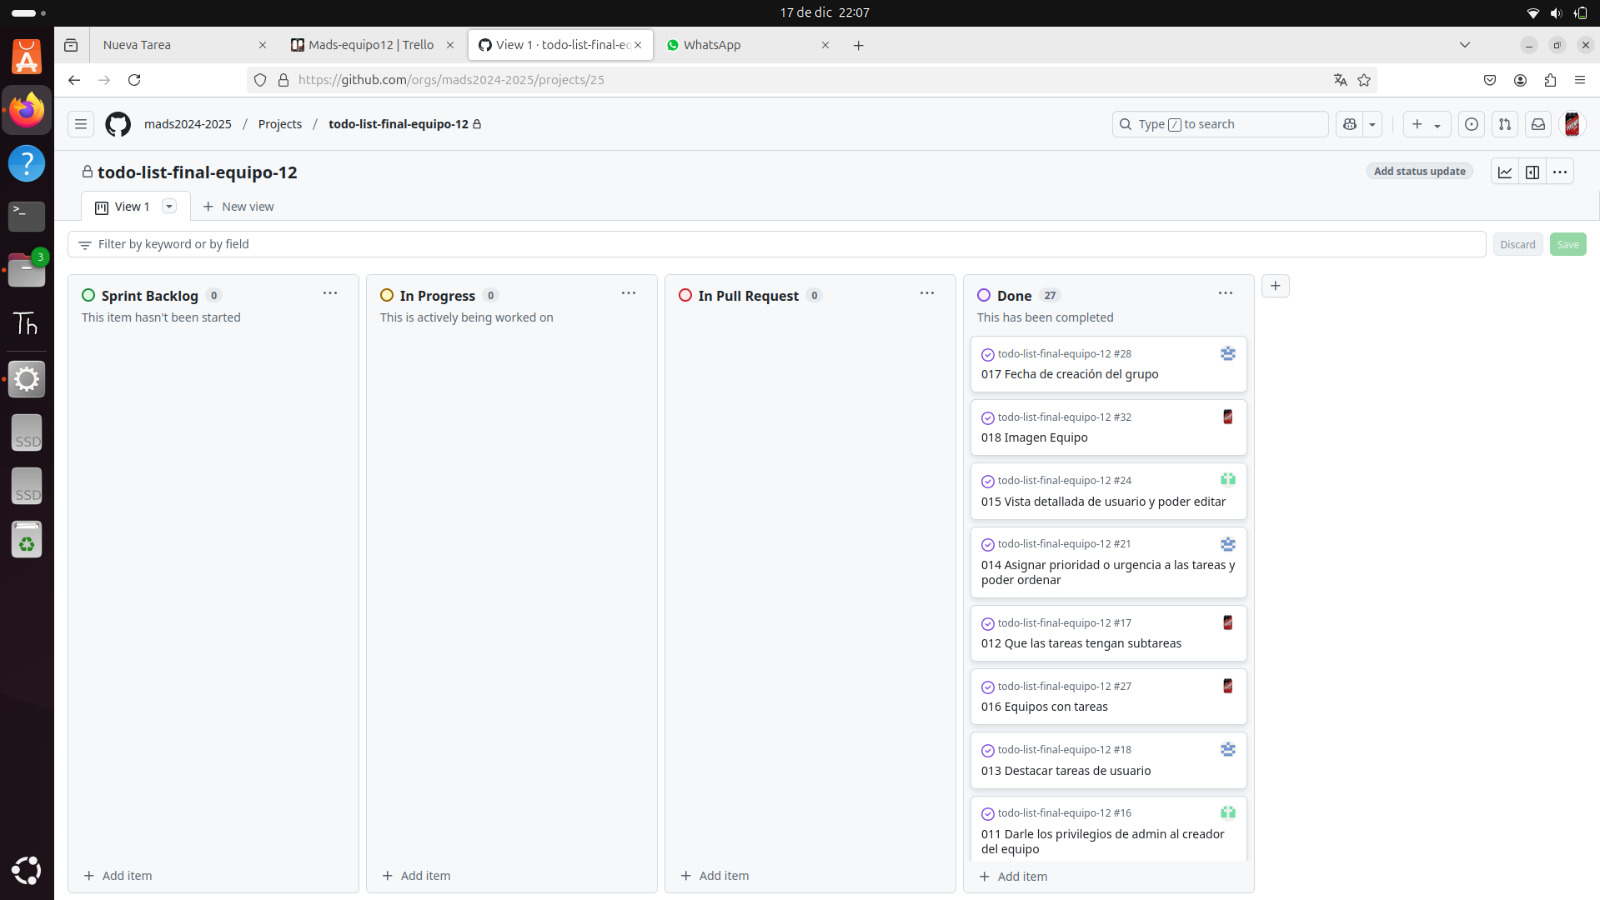 17 de dic 22:07
Nueva Tarea
Mads-equipo12 | Trello
View 1 · todo-list-final-eq
WhatsApp
https://github.com/orgs/mads2024-2025/projects/25
mads2024-2025 / Projects / todo-list-final-equipo-12
Type / to search
todo-list-final-equipo-12
Add status update
View 1
New view
Filter by keyword or by field
Discard
Save
Sprint Backlog 0
This item hasn't been started
Add item
In Progress 0
This is actively being worked on
Add item
In Pull Request 0
Add item
Done 27
This has been completed
todo-list-final-equipo-12 #28
017 Fecha de creación del grupo
todo-list-final-equipo-12 #32
018 Imagen Equipo
todo-list-final-equipo-12 #24
015 Vista detallada de usuario y poder editar
todo-list-final-equipo-12 #21
014 Asignar prioridad o urgencia a las tareas y
poder ordenar
todo-list-final-equipo-12 #17
012 Que las tareas tengan subtareas
todo-list-final-equipo-12 #27
016 Equipos con tareas
todo-list-final-equipo-12 #18
013 Destacar tareas de usuario
todo-list-final-equipo-12 #16
011 Darle los privilegios de admin al creador
del equipo
Add item
3
Th
SSD
SSD